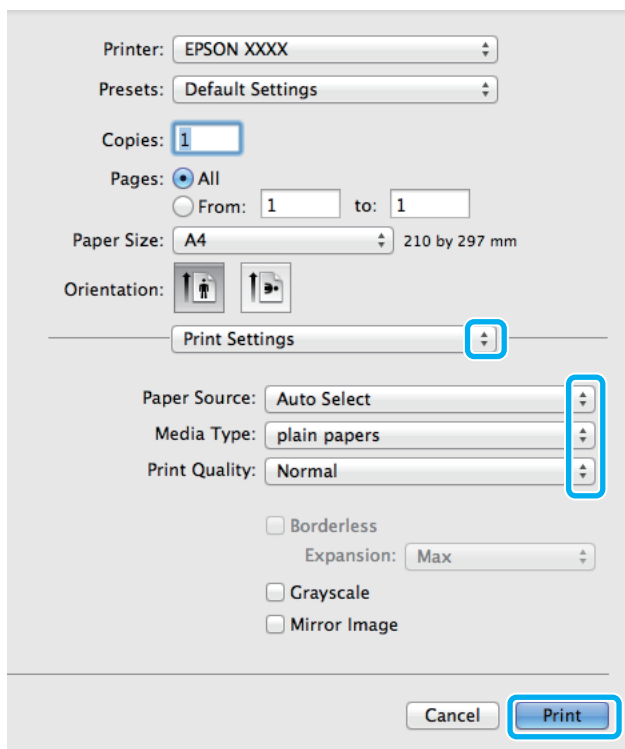 Printer: EPSON XXXX
Presets: Default Settings
Copies: 1
Pages: All
From: 1 to: 1
Paper Size: A4 210 by 297 mm
Orientation:
Print Settings
Paper Source: Auto Select
Media Type: plain papers
Print Quality: Normal
Borderless
Expansion: Max
Grayscale
Mirror Image
Cancel Print